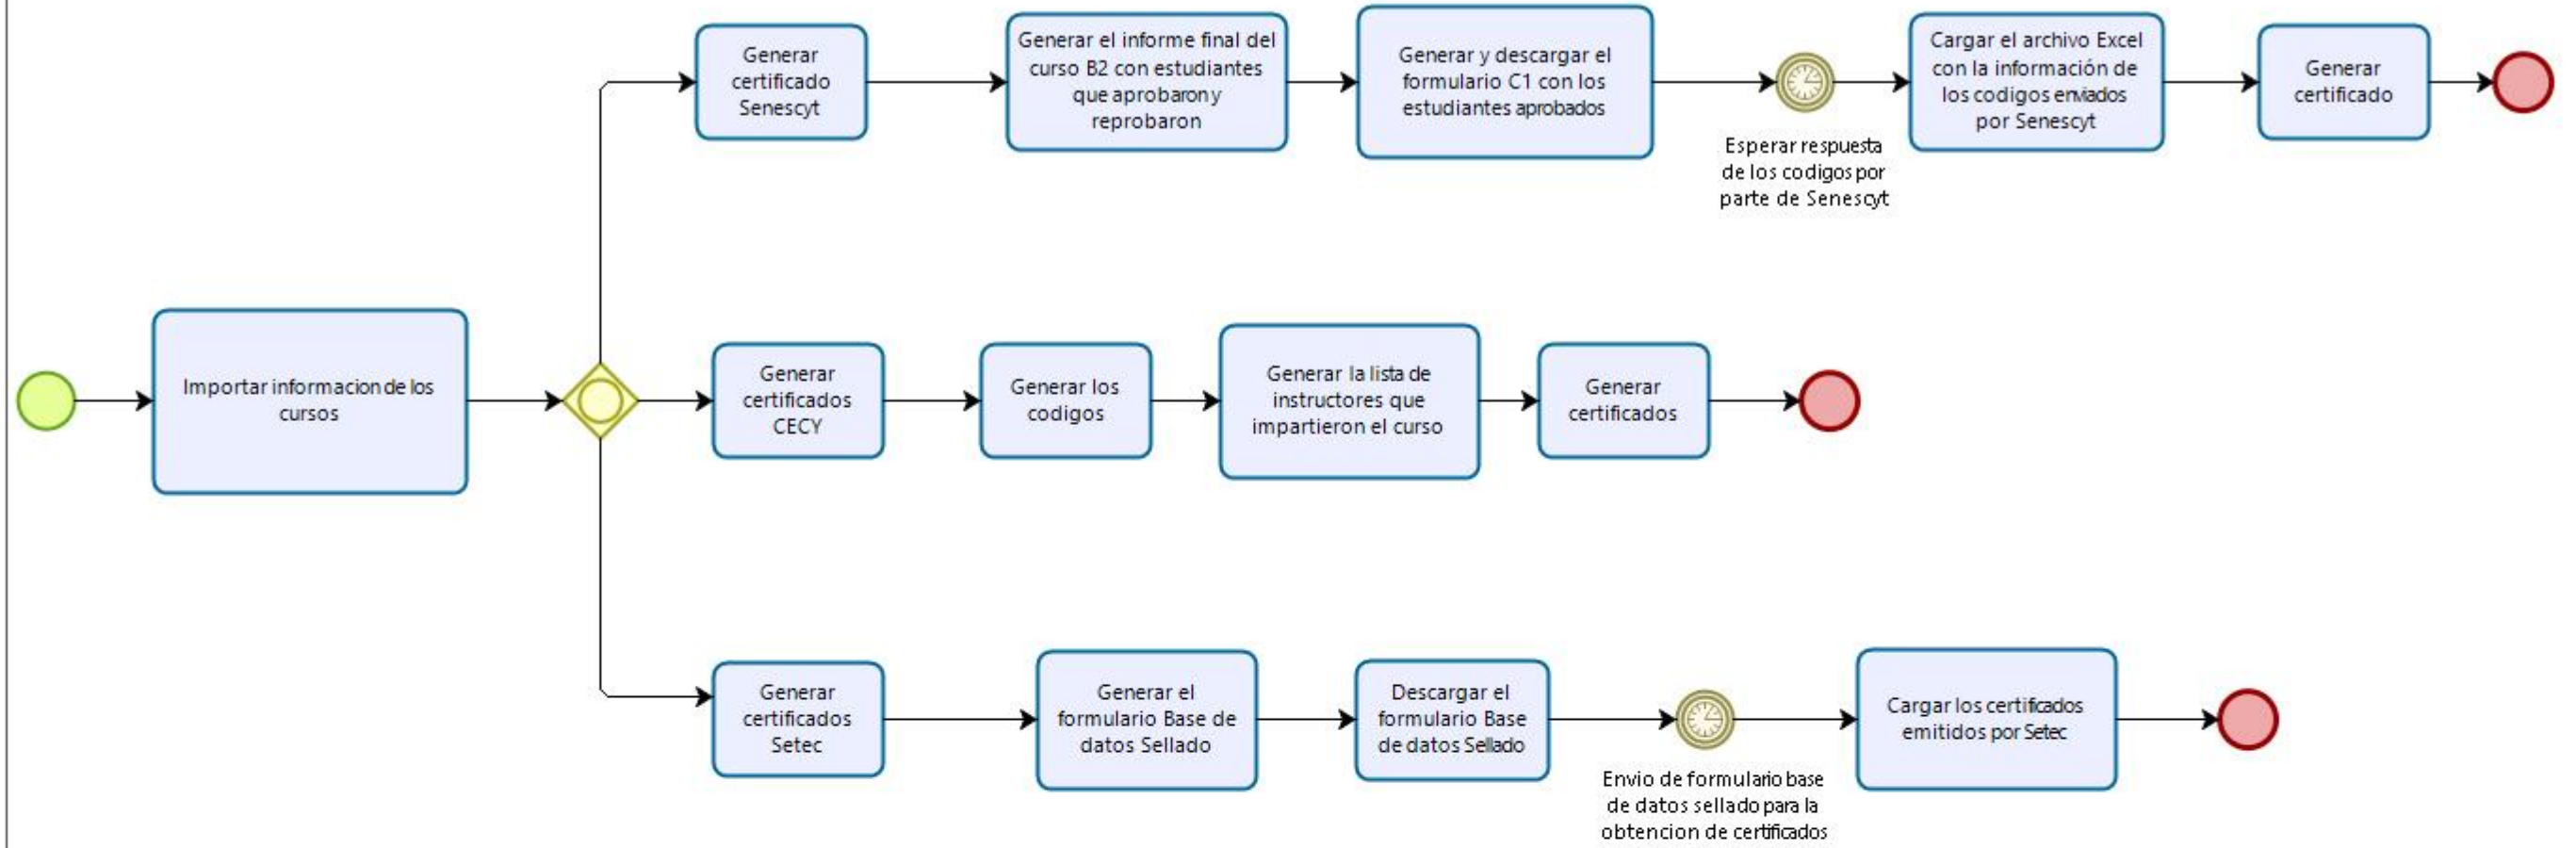 Generar
certificado
Senescyt
Generar el informe final del
curso B2 con estudiantes
que aprobaron y
reprobaron
Generar y descargar el
formulario C1 con los
estudiantes aprobados
Esperar respuesta
de los codigos por
parte de Senescyt
Cargar el archivo Excel
con la información de
los codigos enviados
por Senescyt
Generar
certificado
Importar informacion de los
cursos
Generar
certificados
CECY
Generar los
codigos
Generar la lista de
instructores que
impartieron el curso
Generar
certificados
Generar
certificados
Setec
Generar el
formulario Base de
datos Sellado
Descargar el
formulario Base
de datos Sellado
Envio de formulario base
de datos sellado para la
obtencion de certificados
Cargar los certificados
emitidos por Setec